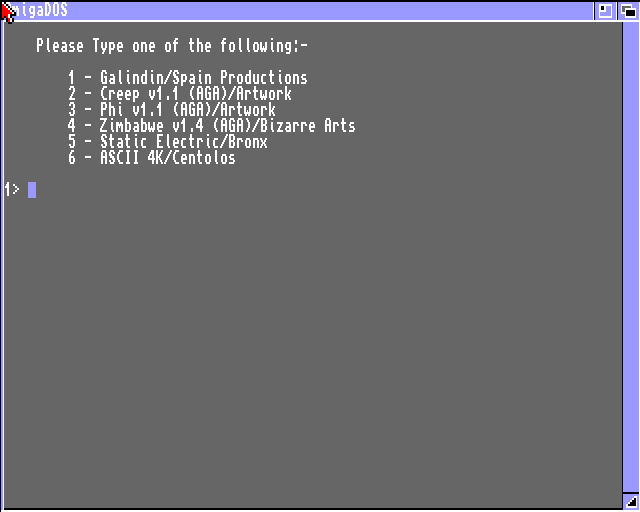 AmigaDOS
Please Type one of the following:-
1 - Galindin/Spain Productions
2 - Creep v1.1 (AGA)/Artwork
3 - Phi v1.1 (AGA)/Artwork
4 - Zimbabwe v1.4 (AGA)/Bizarre Arts
5 - Static Electric/Bronx
6 - ASCII 4K/Centolos
1>